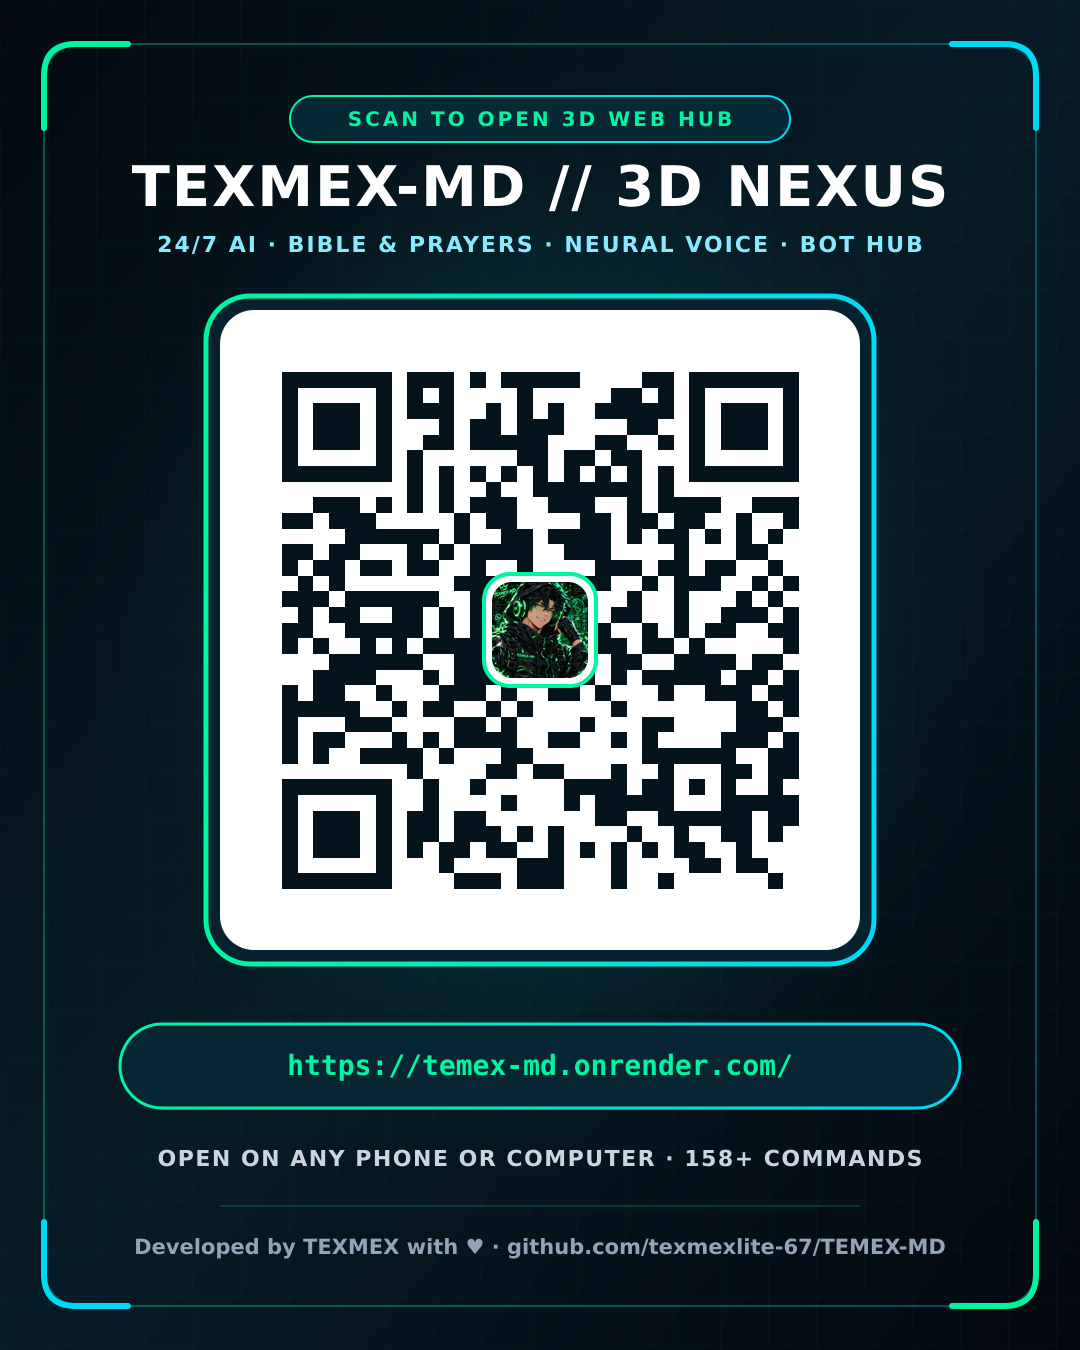 SCAN TO OPEN 3D WEB HUB
TEXMEX-MD // 3D NEXUS
24/7 AI · BIBLE & PRAYERS · NEURAL VOICE · BOT HUB
https://temex-md.onrender.com/
OPEN ON ANY PHONE OR COMPUTER · 158+ COMMANDS
Developed by TEXMEX with ♥ · github.com/texmexlite-67/TEMEX-MD